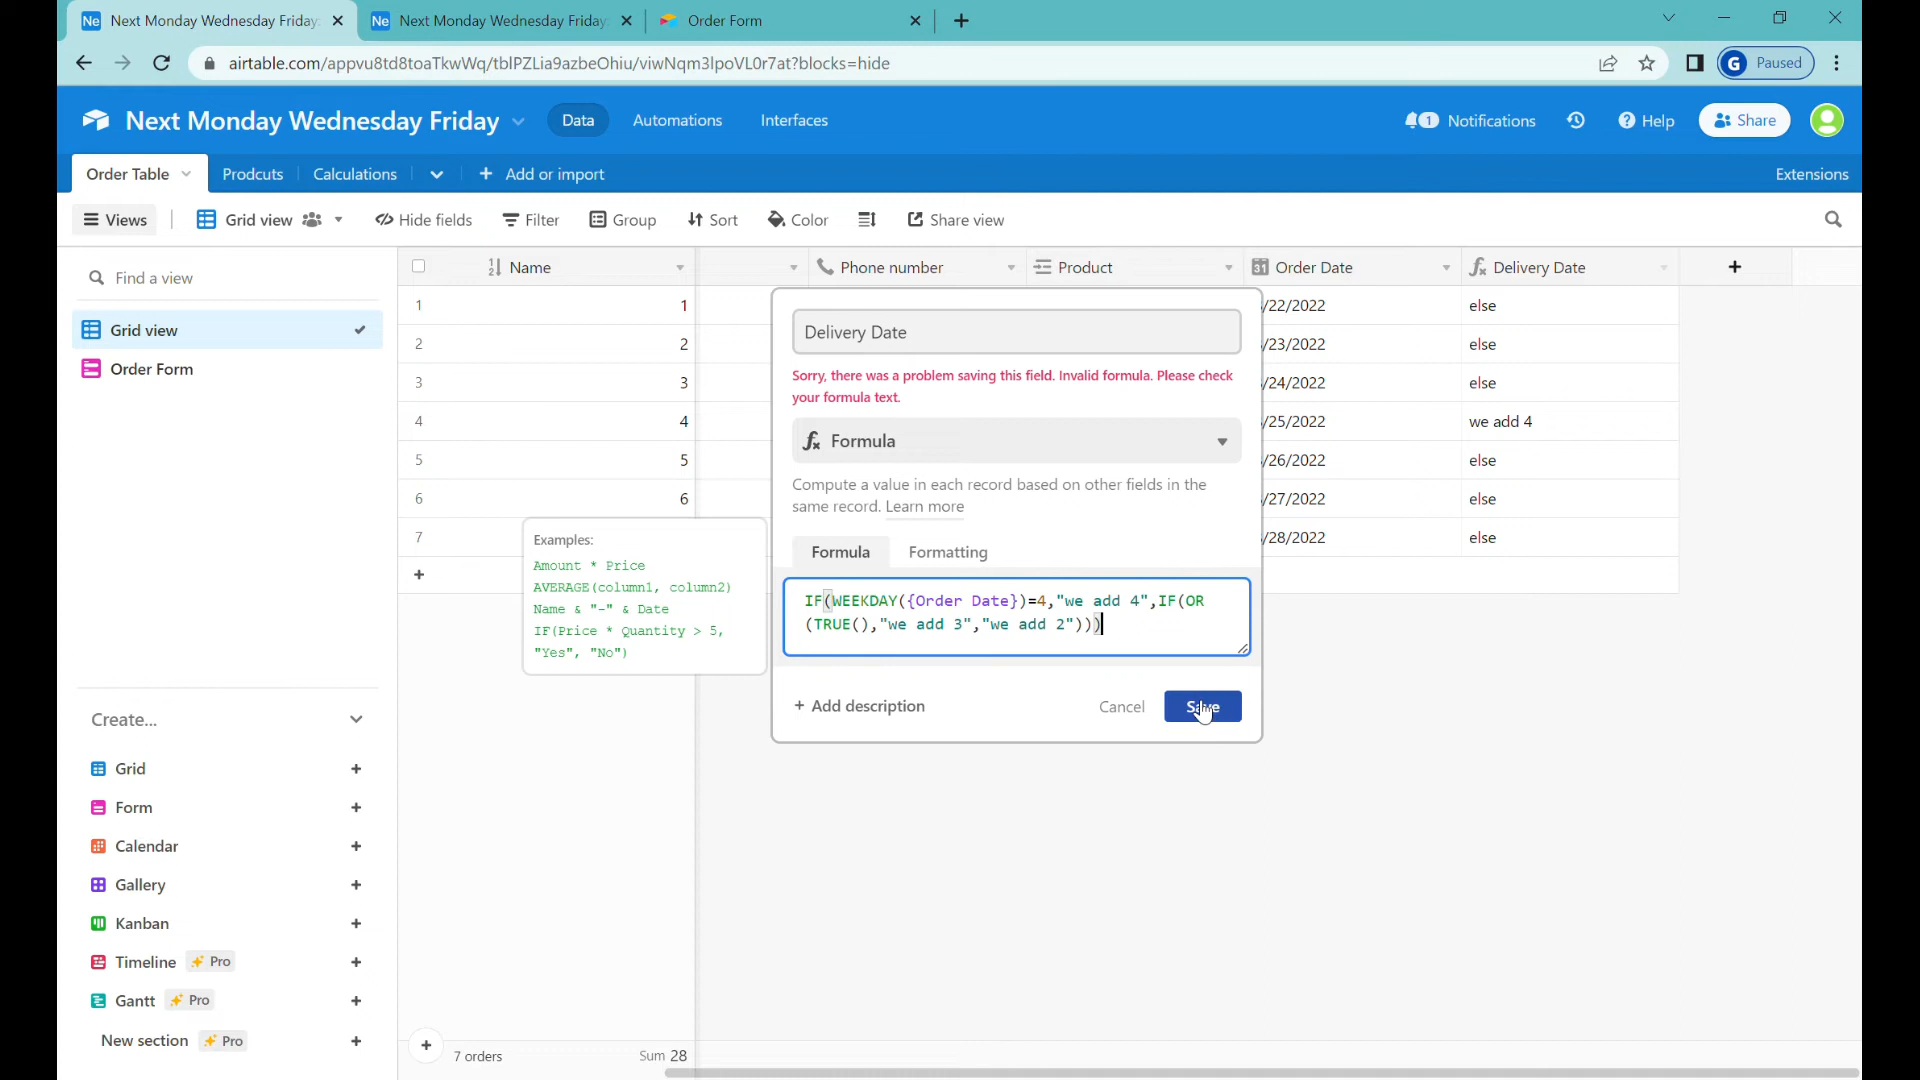 Next Monday Wednesday Friday
Next Monday Wednesday Friday
Order Form
airtable.com/appvu8td8toaTkwWq/tblPZLia9azbeOhiu/viwNqm3lpoVL0r7at?blocks=hide
G Paused
Next Monday Wednesday Friday
Data
Automations
Interfaces
1 Notifications
Help
Share
Order Table
Prodcuts
Calculations
+ Add or import
Extensions
Views
Grid view
Hide fields
Filter
Group
Sort
Color
Share view
Find a view
Grid view
Order Form
Name
Phone number
Product
31 Order Date
Delivery Date
1 1 /22/2022 else
2 2 /23/2022 else
3 3 /24/2022 else
4 4 /25/2022 we add 4
5 5 /26/2022 else
6 6 /27/2022 else
7 /28/2022 else
Delivery Date
Sorry, there was a problem saving this field. Invalid formula. Please check
your formula text.
Formula
Compute a value in each record based on other fields in the
same record. Learn more
Formula
Formatting
IF(WEEKDAY({Order Date})=4,"we add 4",IF(OR
(TRUE(),"we add 3","we add 2")))
+ Add description
Cancel
Save
Examples:
Amount * Price
AVERAGE(column1, column2)
Name & "-" & Date
IF(Price * Quantity > 5,
"Yes", "No")
Create...
Grid
Form
Calendar
Gallery
Kanban
Timeline Pro
Gantt Pro
New section Pro
7 orders
Sum 28